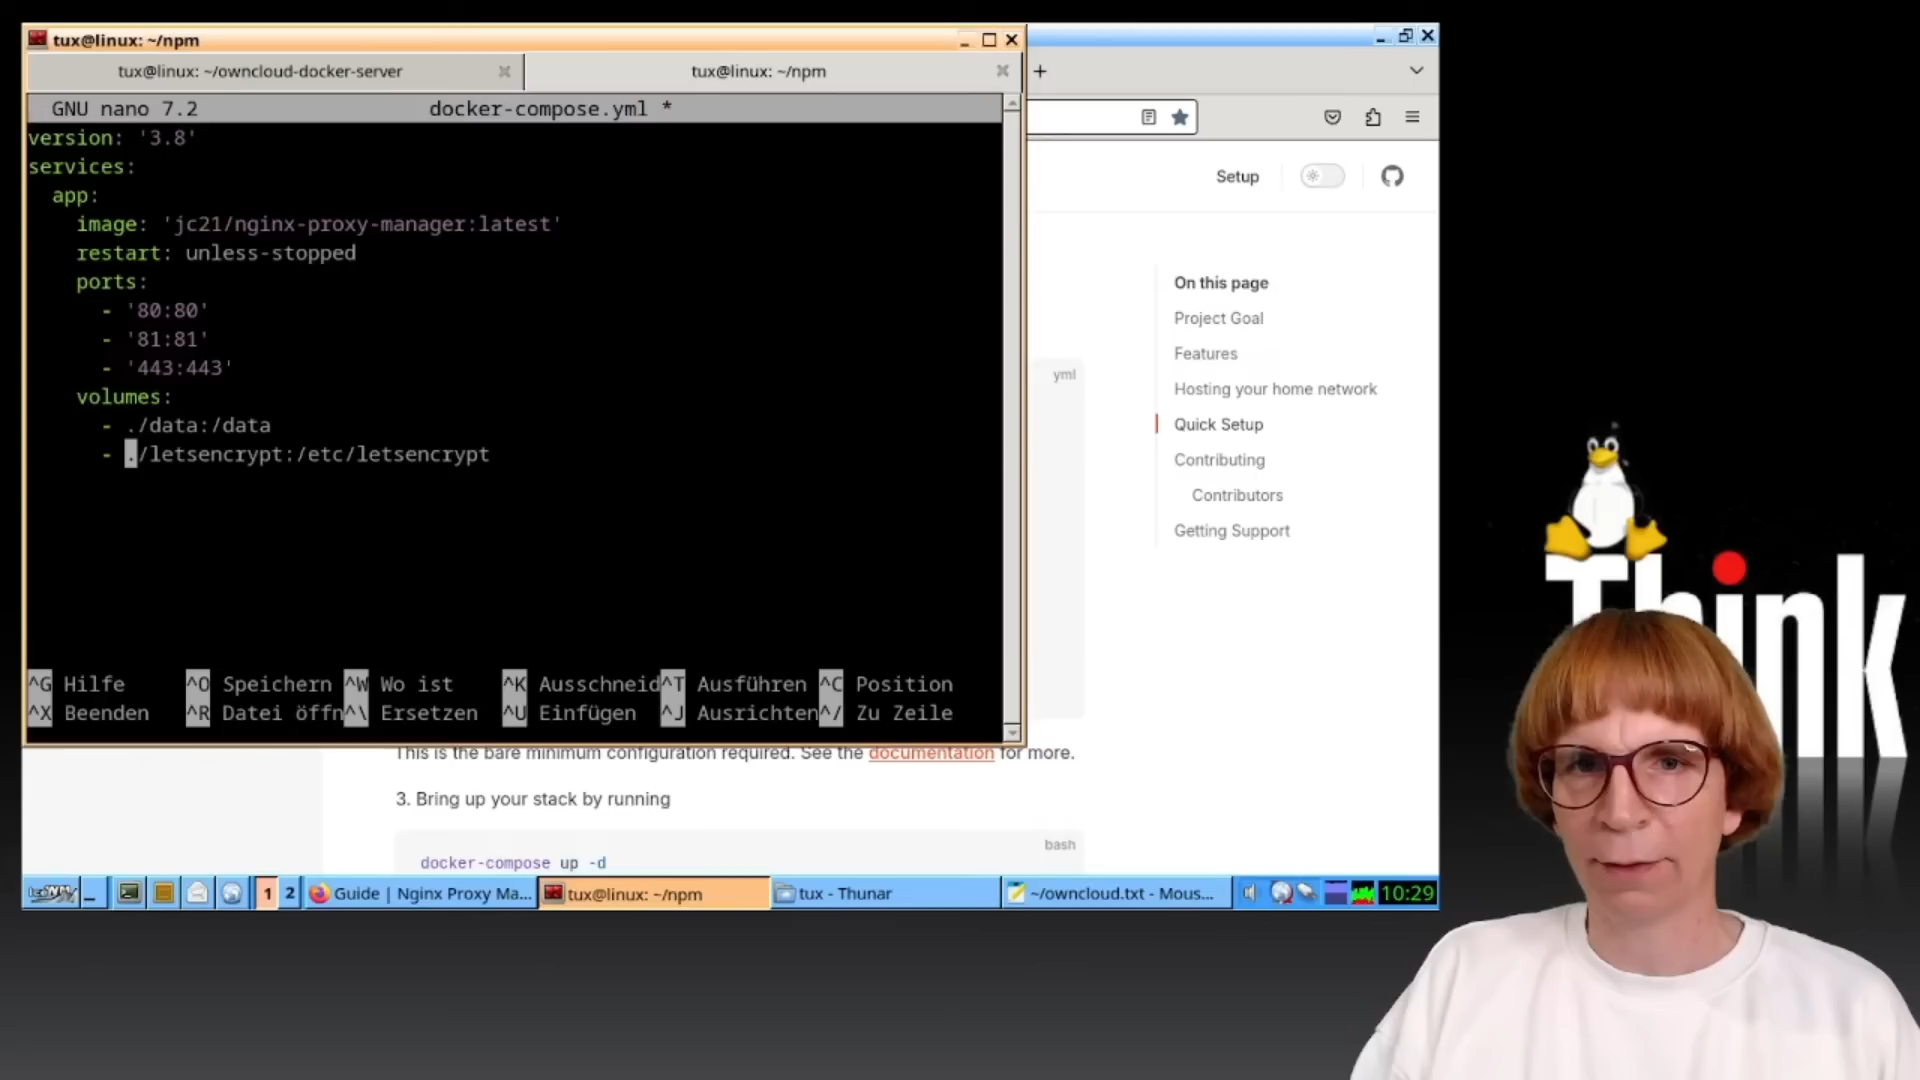 tux@linux: ~/npm
tux@linux: ~/owncloud-docker-server
tux@linux: ~/npm
GNU nano 7.2 docker-compose.yml *
version: '3.8'
services:
app:
image: 'jc21/nginx-proxy-manager:latest'
restart: unless-stopped
ports:
- '80:80'
- '81:81'
- '443:443'
volumes:
- ./data:/data
- ./letsencrypt:/etc/letsencrypt
^G Hilfe ^O Speichern ^W Wo ist ^K Ausschneid ^T Ausführen ^C Position
^X Beenden ^R Datei öffn ^\ Ersetzen ^U Einfügen ^J Ausrichten ^/ Zu Zeile
Setup
On this page
Project Goal
Features
Hosting your home network
Quick Setup
Contributing
Contributors
Getting Support
yml
This is the bare minimum configuration required. See the documentation for more.
3. Bring up your stack by running
bash
docker-compose up -d
IceWM 1 2 Guide | Nginx Proxy Ma... tux@linux: ~/npm tux - Thunar ~/owncloud.txt - Mous... 10:29
Think